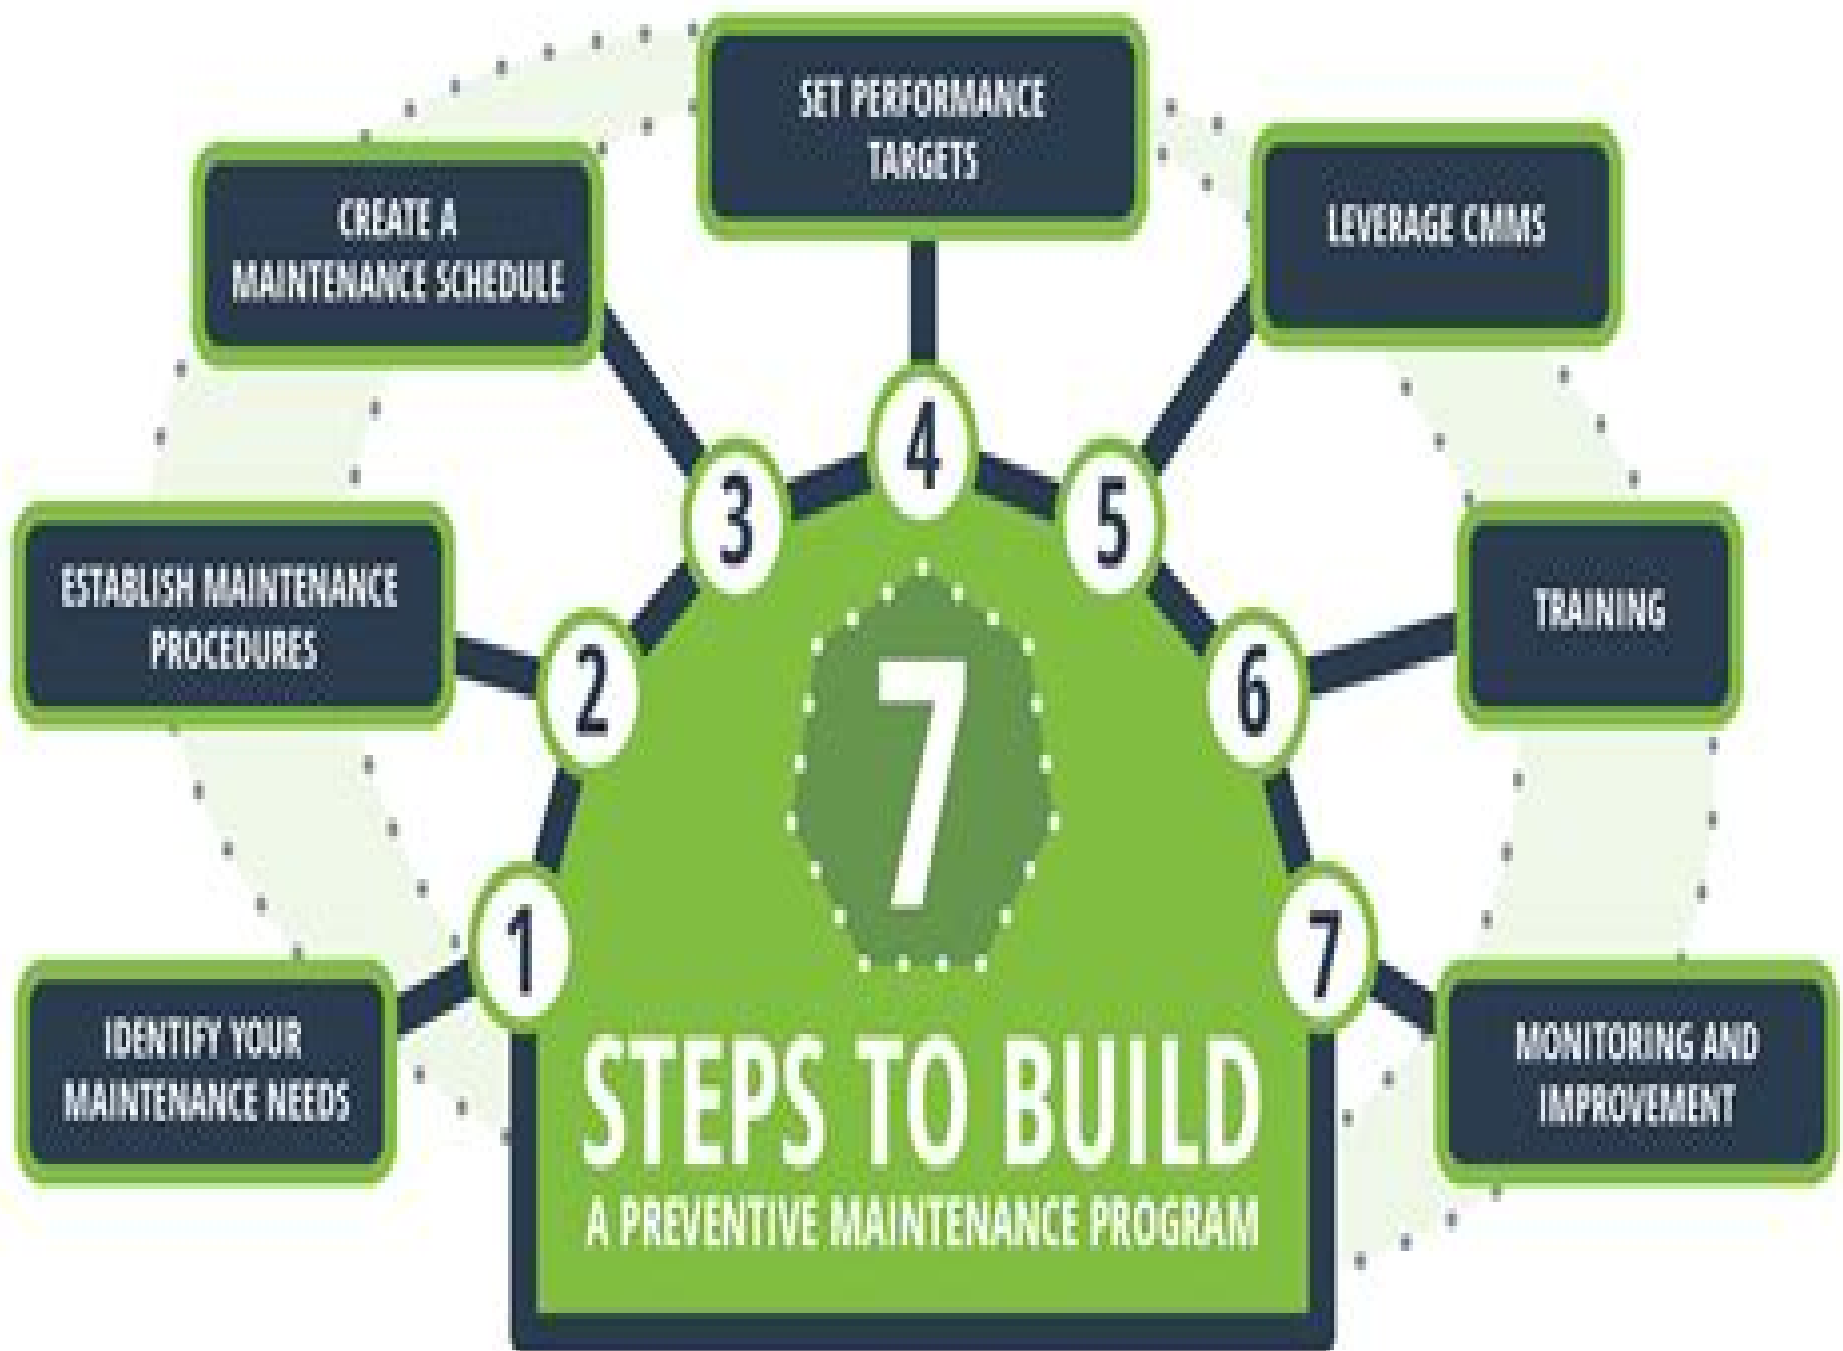 SET PERFORMANCE
TARGETS
CREATE A
MAINTENANCE SCHEDULE
LEVERAGE CMMS
ESTABLISH MAINTENANCE
PROCEDURES
TRAINING
IDENTIFY YOUR
MAINTENANCE NEEDS
MONITORING AND
IMPROVEMENT
1
2
3
4
5
6
7
7
STEPS TO BUILD
A PREVENTIVE MAINTENANCE PROGRAM